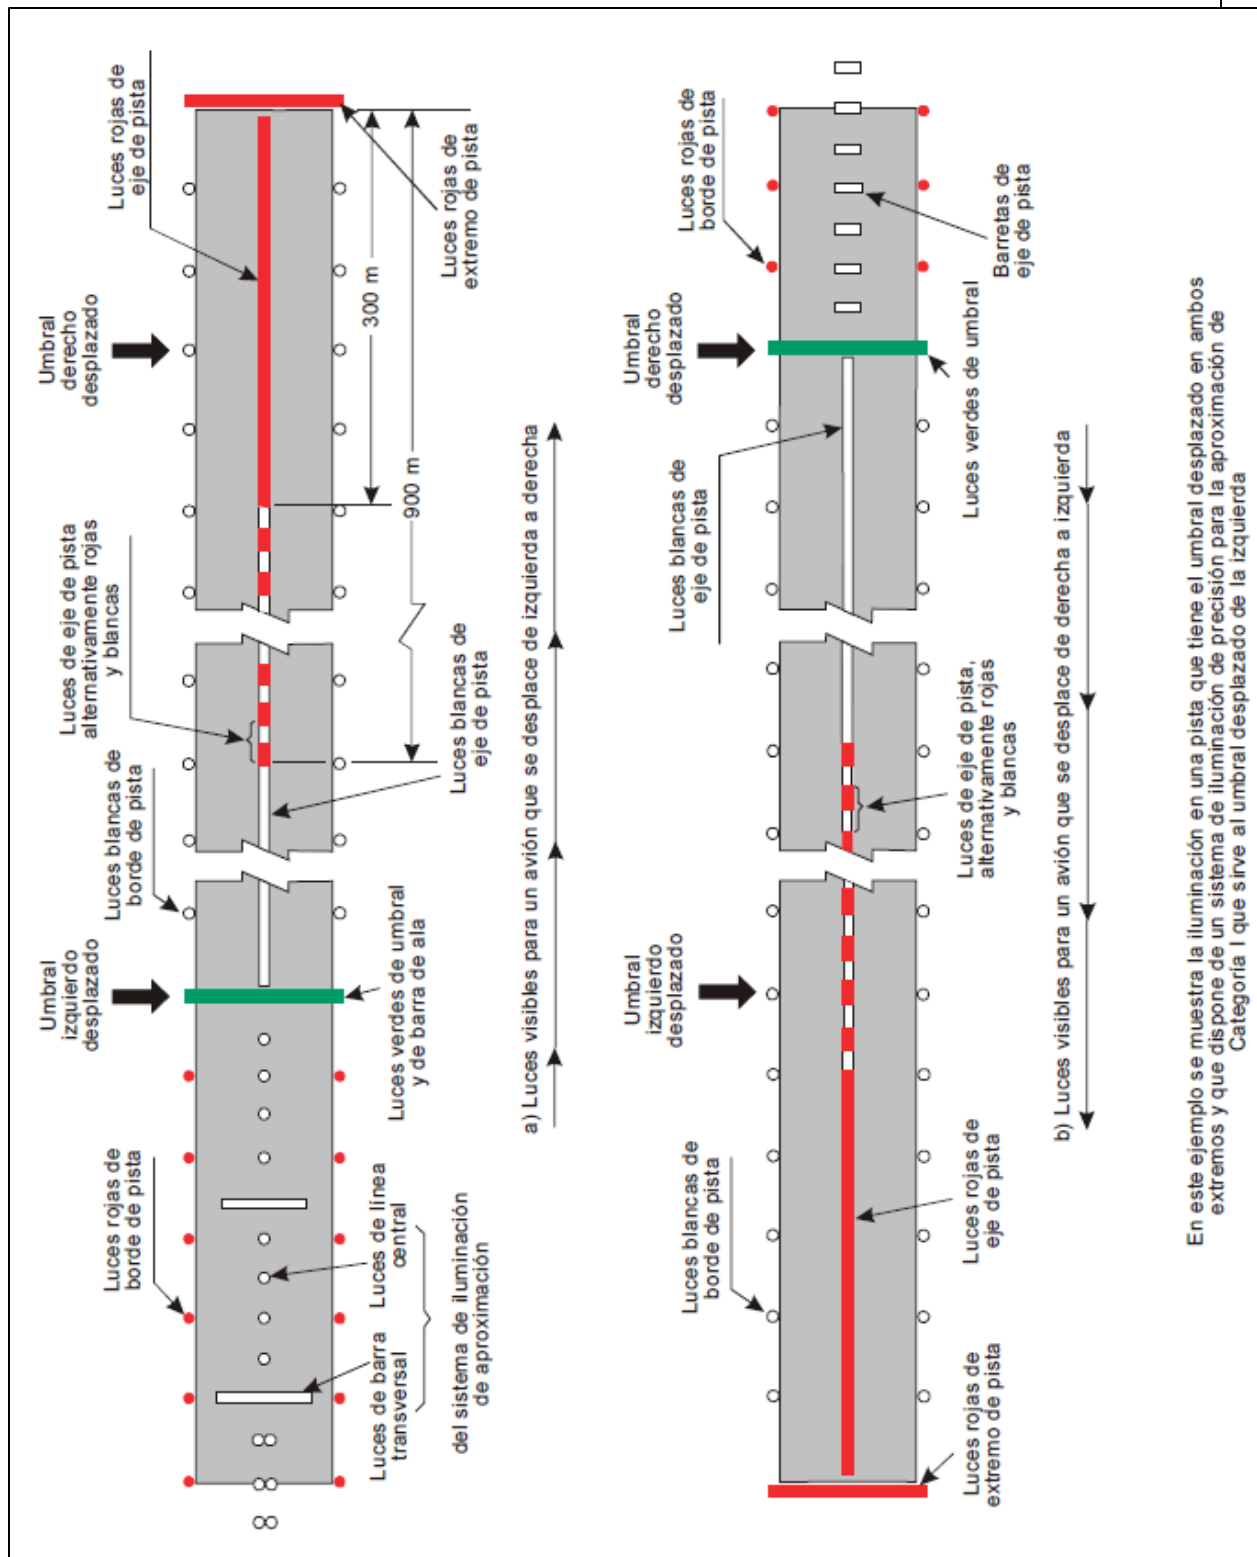 Umbral
izquierdo
desplazado
Umbral
derecho
desplazado
Luces rojas de
borde de pista
Luces blancas de
borde de pista
Luces de eje de pista
alternativamente rojas
y blancas
Luces rojas de
eje de pista
Luces de barra
transversal
Luces de línea
central
del sistema de iluminación
de aproximación
Luces verdes de umbral
y de barra de ala
Luces blancas de
eje de pista
900 m
300 m
Luces rojas de
extremo de pista
a) Luces visibles para un avión que se desplace de izquierda a derecha
Umbral
izquierdo
desplazado
Umbral
derecho
desplazado
Luces blancas de
borde de pista
Luces blancas de
eje de pista
Luces rojas de
borde de pista
Luces rojas de
extremo de pista
Luces rojas de
eje de pista
Luces de eje de pista,
alternativamente rojas
y blancas
Luces verdes de umbral
Barretas de
eje de pista
b) Luces visibles para un avión que se desplace de derecha a izquierda
En este ejemplo se muestra la iluminación en una pista que tiene el umbral desplazado en ambos
extremos y que dispone de un sistema de iluminación de precisión para la aproximación de
Categoría I que sirve al umbral desplazado de la izquierda